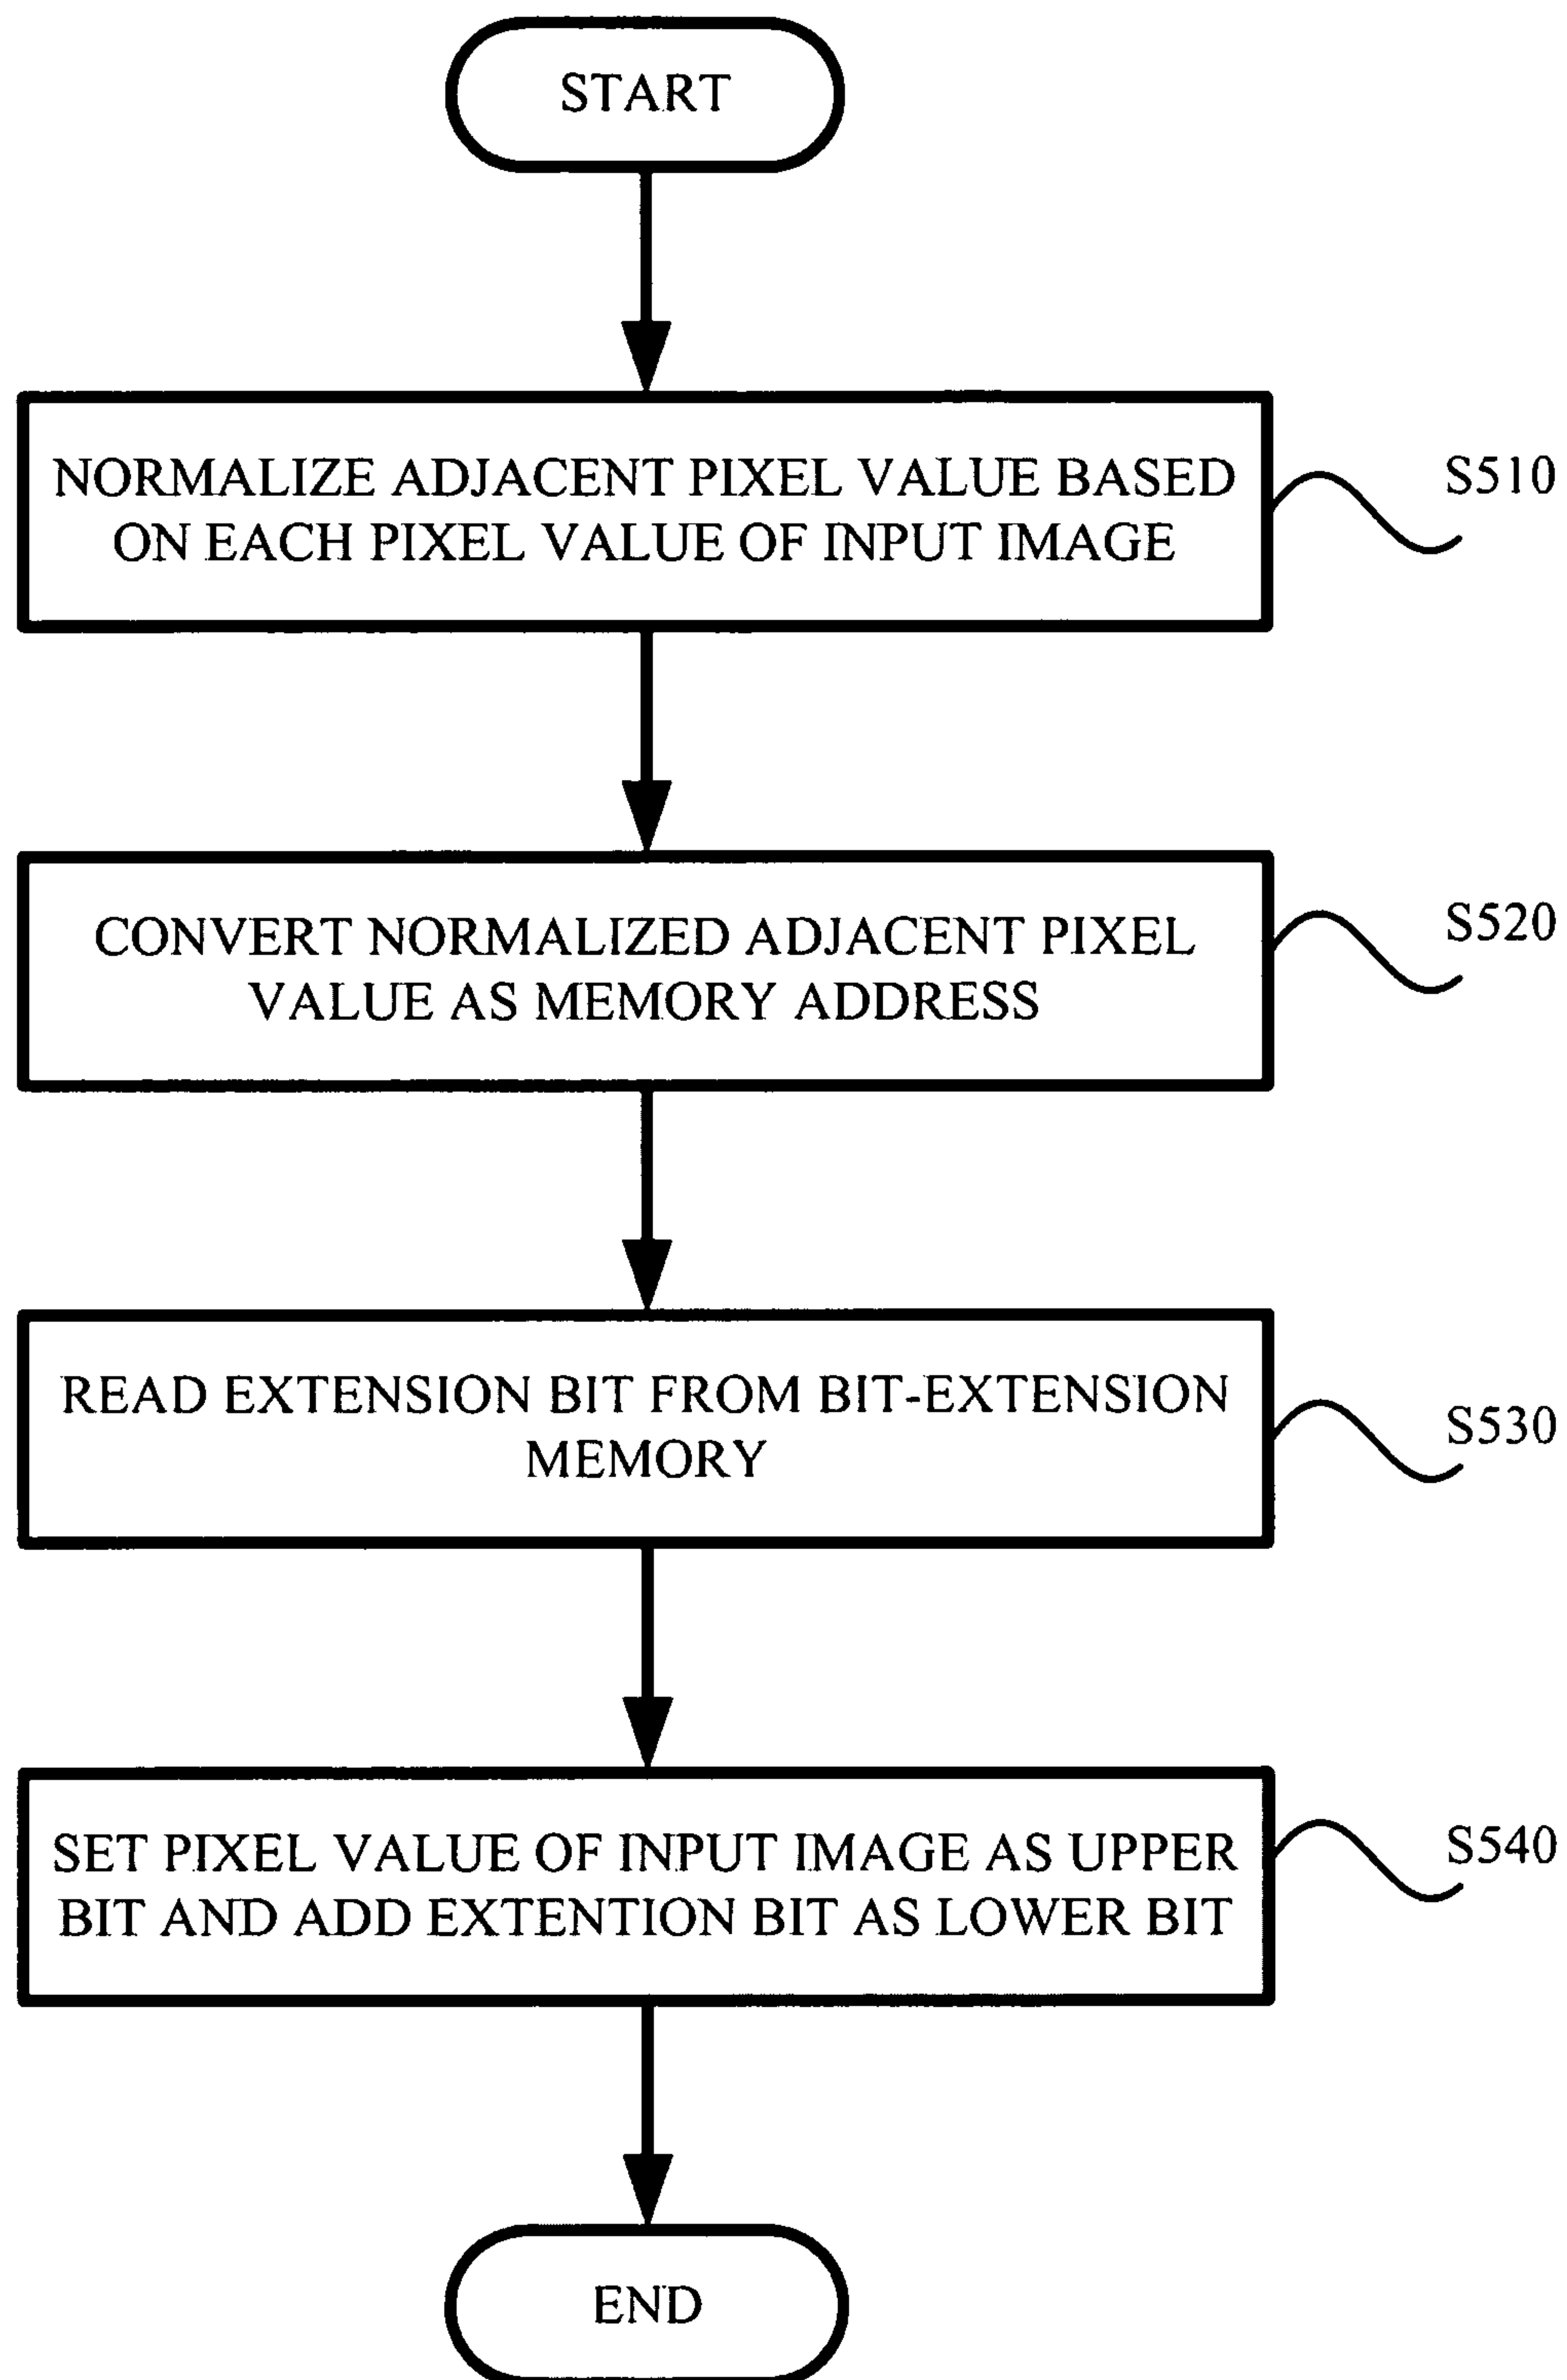 START
NORMALIZE ADJACENT PIXEL VALUE BASED
ON EACH PIXEL VALUE OF INPUT IMAGE
S510
CONVERT NORMALIZED ADJACENT PIXEL
VALUE AS MEMORY ADDRESS
S520
READ EXTENSION BIT FROM BIT-EXTENSION
MEMORY
S530
SET PIXEL VALUE OF INPUT IMAGE AS UPPER
BIT AND ADD EXTENTION BIT AS LOWER BIT
S540
END